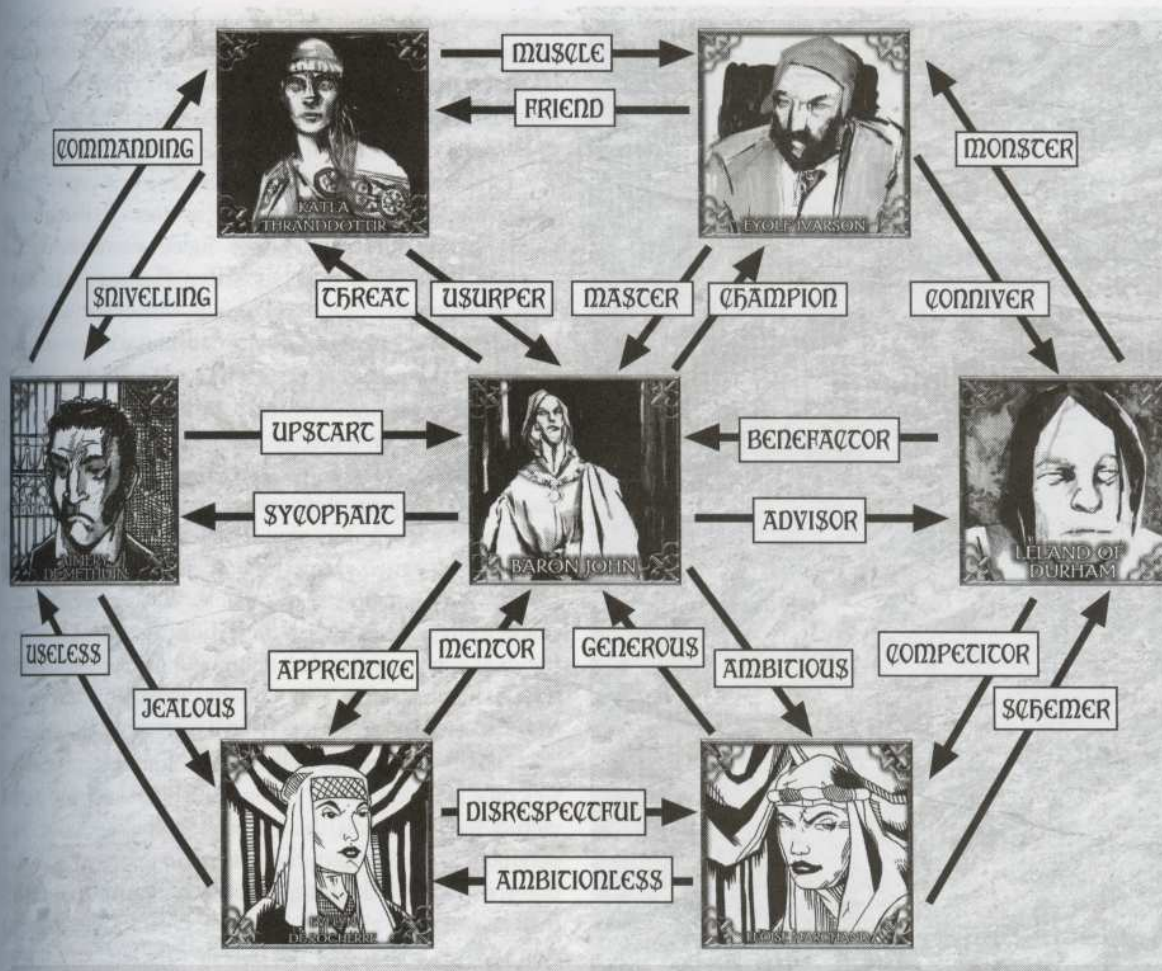 MUSCLE
FRIEND
COMMANDING
MONSTER
KATLA
THRANDDOTTIR
EYOLF IVARSON
SNIVELLING
THREAT
USURPER
MASTER
CHAMPION
CONNIVER
UPSTART
BENEFACTOR
SYCOPHANT
ADVISOR
BARON JOHN
LELAND OF
DURHAM
USELESS
APPRENTICE
MENTOR
GENEROUS
AMBITIOUS
COMPETITOR
JEALOUS
SCHEMER
DISRESPECTFUL
AMBITIONLESS